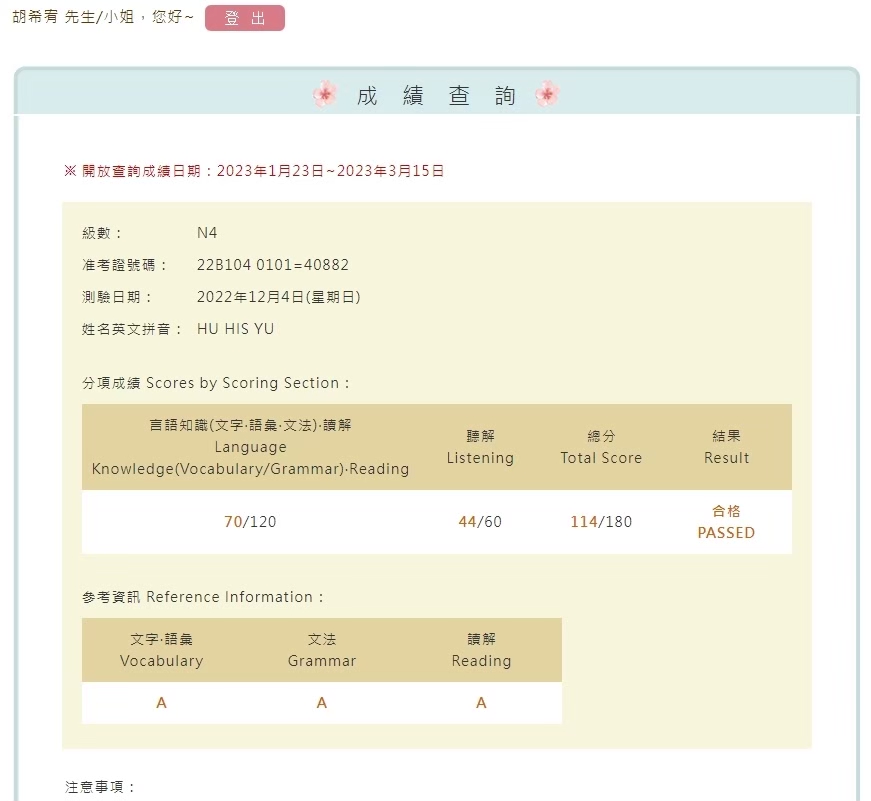 胡希宥 先生/小姐，您好~ 登 出
成 績 查 詢
※ 開放查詢成績日期：2023年1月23日~2023年3月15日
級數： N4
准考證號碼： 22B104 0101=40882
測驗日期： 2022年12月4日(星期日)
姓名英文拼音： HU HIS YU
分項成績 Scores by Scoring Section：
言語知識(文字·語彙·文法)·讀解
Language
Knowledge(Vocabulary/Grammar)·Reading
聽解
Listening
總分
Total Score
結果
Result
70/120
44/60
114/180
合格
PASSED
參考資訊 Reference Information：
文字·語彙
Vocabulary
文法
Grammar
讀解
Reading
A
A
A
注意事項：